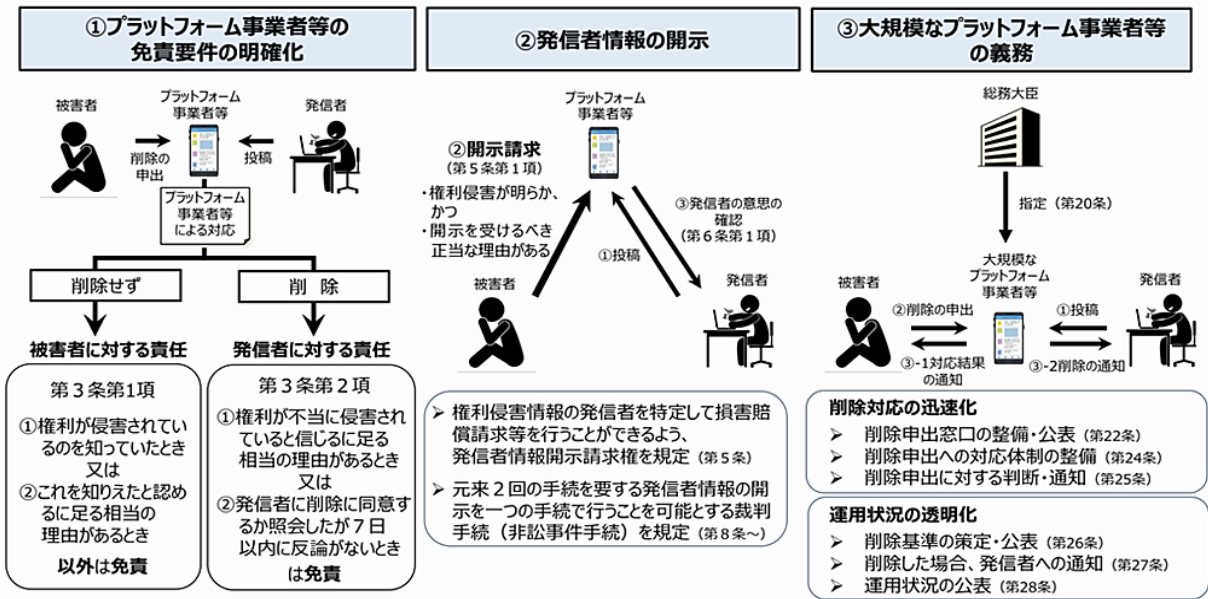 ①プラットフォーム事業者等の
免責要件の明確化
被害者
プラットフォーム
事業者等
発信者
削除の
申出
投稿
プラットフォーム
事業者等
による対応
削除せず
削 除
被害者に対する責任
発信者に対する責任
第3条第1項
①権利が侵害されてい
るのを知っていたとき
又は
②これを知りえたと認め
るに足る相当の
理由があるとき
以外は免責
第3条第2項
①権利が不当に侵害され
ていると信じるに足る
相当の理由があるとき
又は
②発信者に削除に同意す
るか照会したが7日
以内に反論がないとき
は免責
②発信者情報の開示
プラットフォーム
事業者等
②開示請求
(第5条第1項)
・権利侵害が明らか、
かつ
・開示を受けるべき
正当な理由がある
③発信者の意思の
確認
(第6条第1項)
①投稿
被害者
発信者
➢ 権利侵害情報の発信者を特定して損害賠
償請求等を行うことができるよう、
発信者情報開示請求権を規定 (第5条)
➢ 元来2回の手続を要する発信者情報の開
示を一つの手続で行うことを可能とする裁判
手続(非訟事件手続)を規定 (第8条~)
③大規模なプラットフォーム事業者等
の義務
総務大臣
指定(第20条)
大規模な
プラットフォーム
事業者等
被害者
発信者
②削除の申出
①投稿
③-1対応結果
の通知
③-2削除の通知
削除対応の迅速化
➢ 削除申出窓口の整備・公表 (第22条)
➢ 削除申出への対応体制の整備 (第24条)
➢ 削除申出に対する判断・通知 (第25条)
運用状況の透明化
➢ 削除基準の策定・公表 (第26条)
➢ 削除した場合、発信者への通知 (第27条)
➢ 運用状況の公表 (第28条)